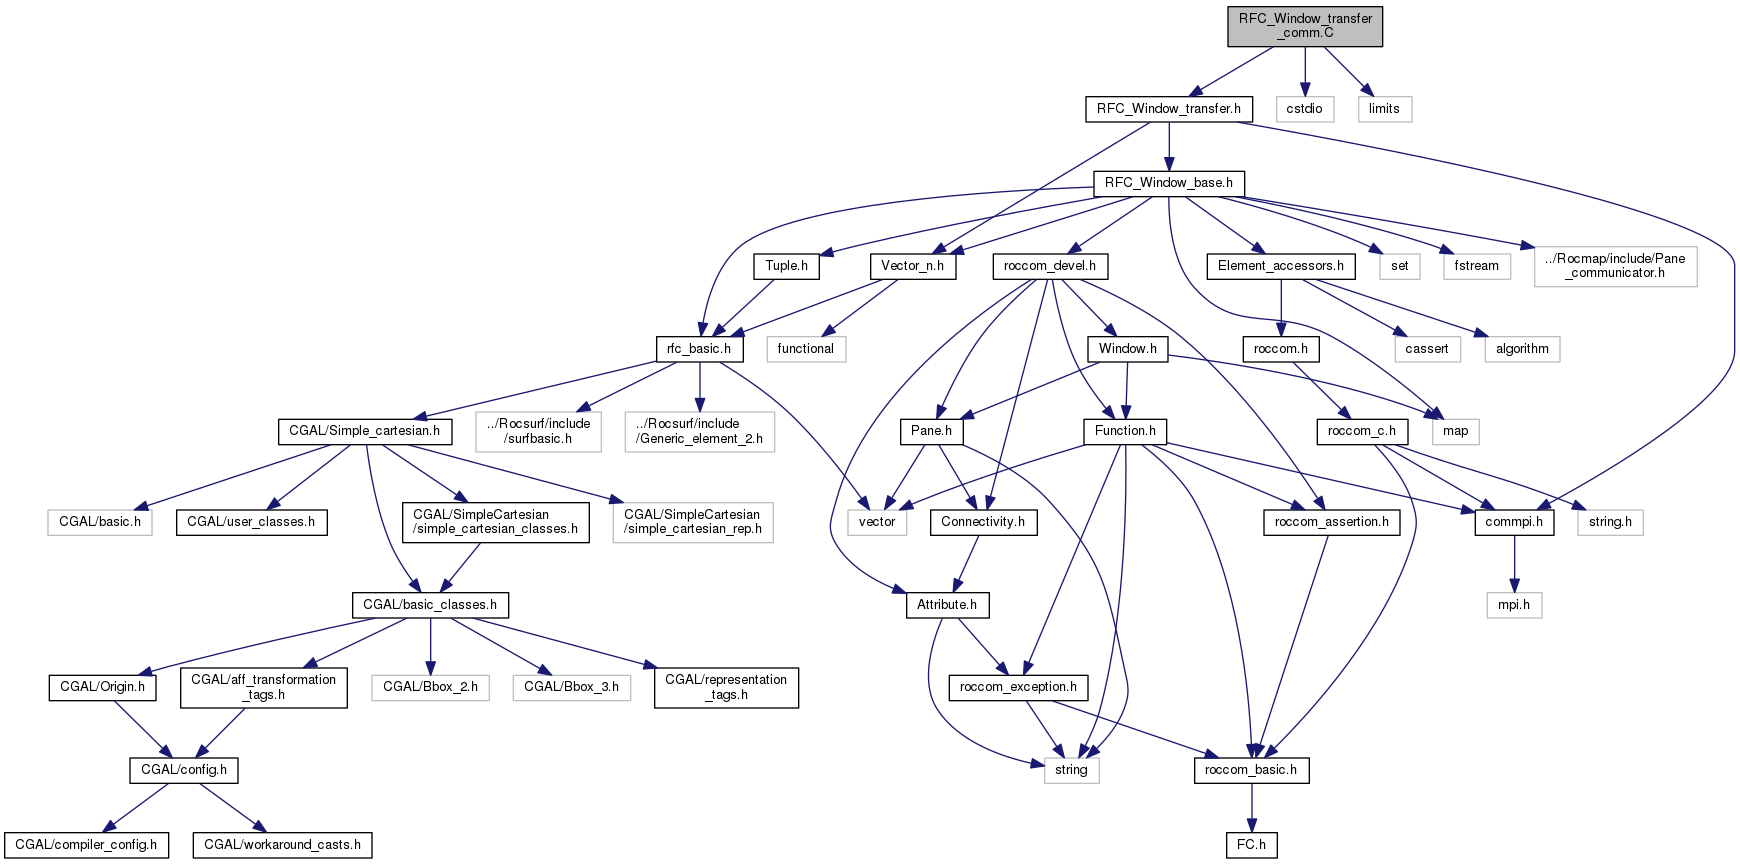 RFC_Window_transfer
_comm.C
RFC_Window_transfer.h
cstdio
limits
RFC_Window_base.h
Tuple.h
Vector_n.h
roccom_devel.h
Element_accessors.h
set
fstream
../Rocmap/include/Pane
_communicator.h
rfc_basic.h
functional
Window.h
roccom.h
cassert
algorithm
CGAL/Simple_cartesian.h
../Rocsurf/include
/surfbasic.h
../Rocsurf/include
/Generic_element_2.h
Pane.h
Function.h
roccom_c.h
map
CGAL/basic.h
CGAL/user_classes.h
CGAL/SimpleCartesian
/simple_cartesian_classes.h
CGAL/SimpleCartesian
/simple_cartesian_rep.h
vector
Connectivity.h
roccom_assertion.h
commpi.h
string.h
CGAL/basic_classes.h
Attribute.h
mpi.h
CGAL/Origin.h
CGAL/aff_transformation
_tags.h
CGAL/Bbox_2.h
CGAL/Bbox_3.h
CGAL/representation
_tags.h
roccom_exception.h
CGAL/config.h
string
roccom_basic.h
CGAL/compiler_config.h
CGAL/workaround_casts.h
FC.h